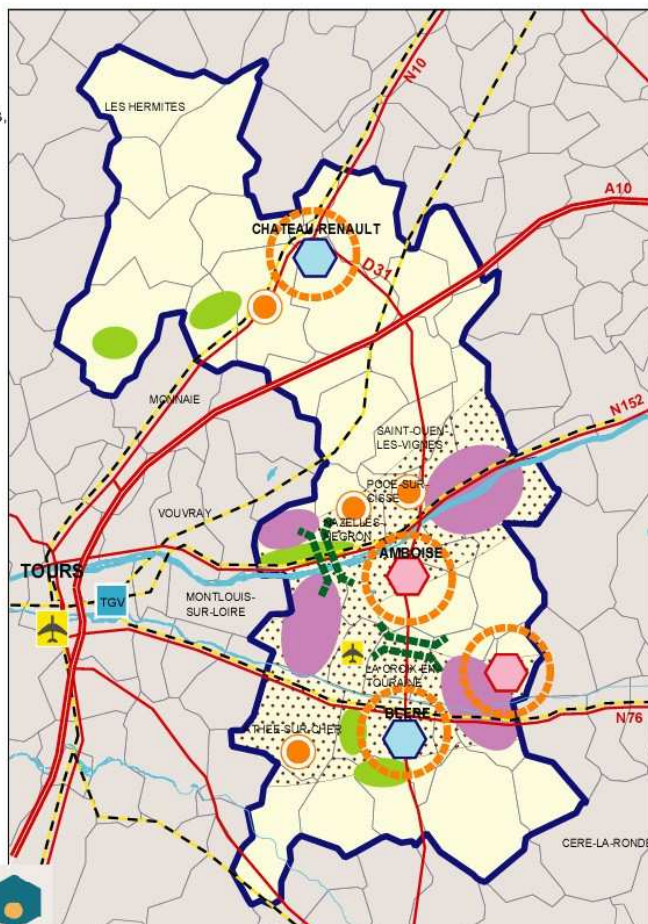 N10
LES HERMITES
A10
CHATEAU-RENAULT
D31
MONNAIE
N152
SAINT-OUEN-
LES-VIGNES
POCE-SUR-
CISSE
VOUVRAY
NAZELLES-
NEGRON
AMBOISE
TOURS
TGV
MONTLOUIS-
SUR-LOIRE
LA CROIX-EN-
TOURAINE
BLERE
N76
ATHEE-SUR-CHER
CERE-LA-RONDE